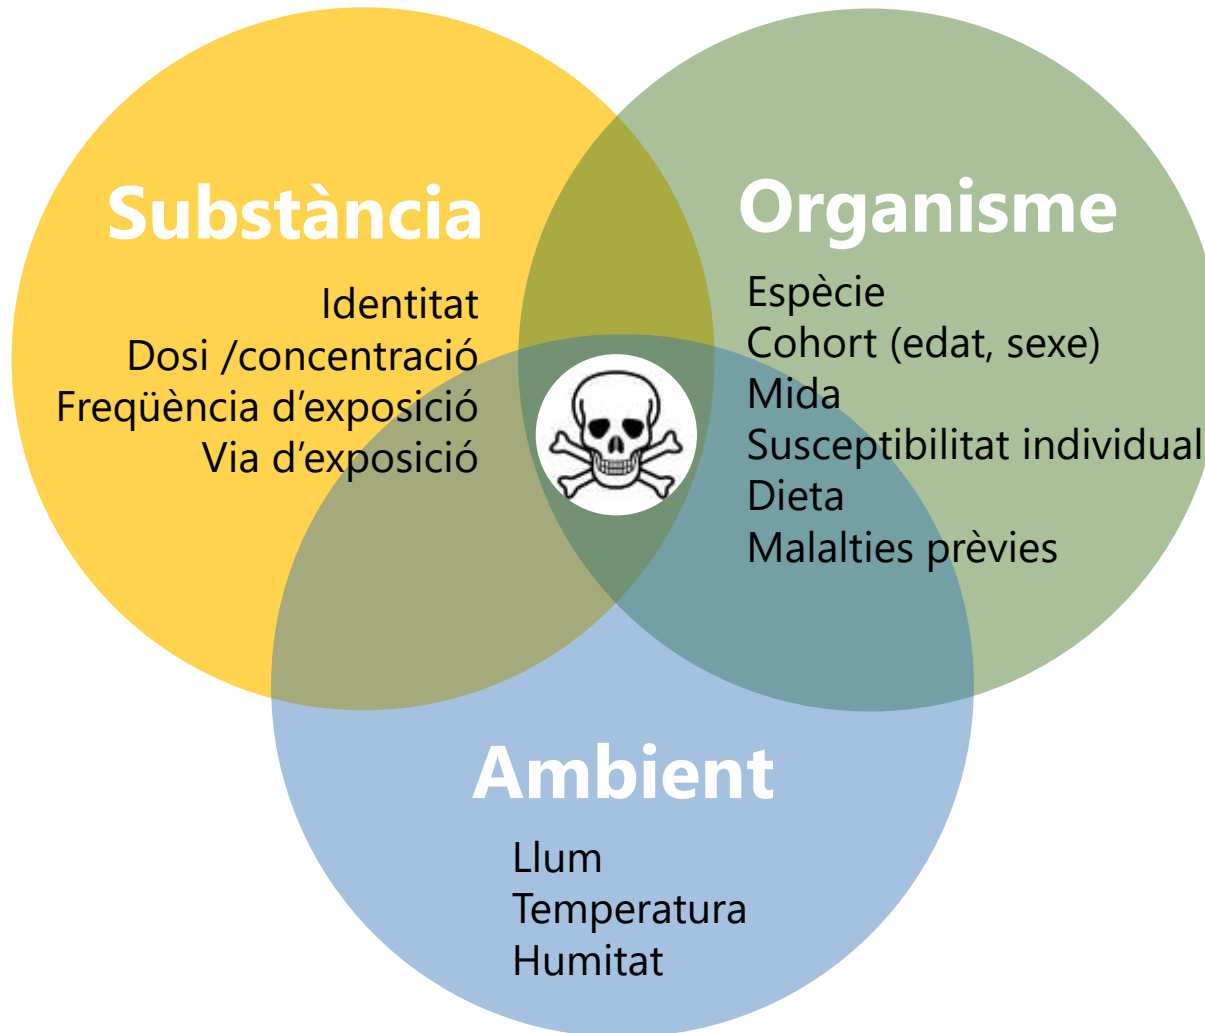 Substància
Identitat
Dosi /concentració
Freqüència d’exposició
Via d’exposició
Organisme
Espècie
Cohort (edat, sexe)
Mida
Susceptibilitat individual
Dieta
Malalties prèvies
Ambient
Llum
Temperatura
Humitat